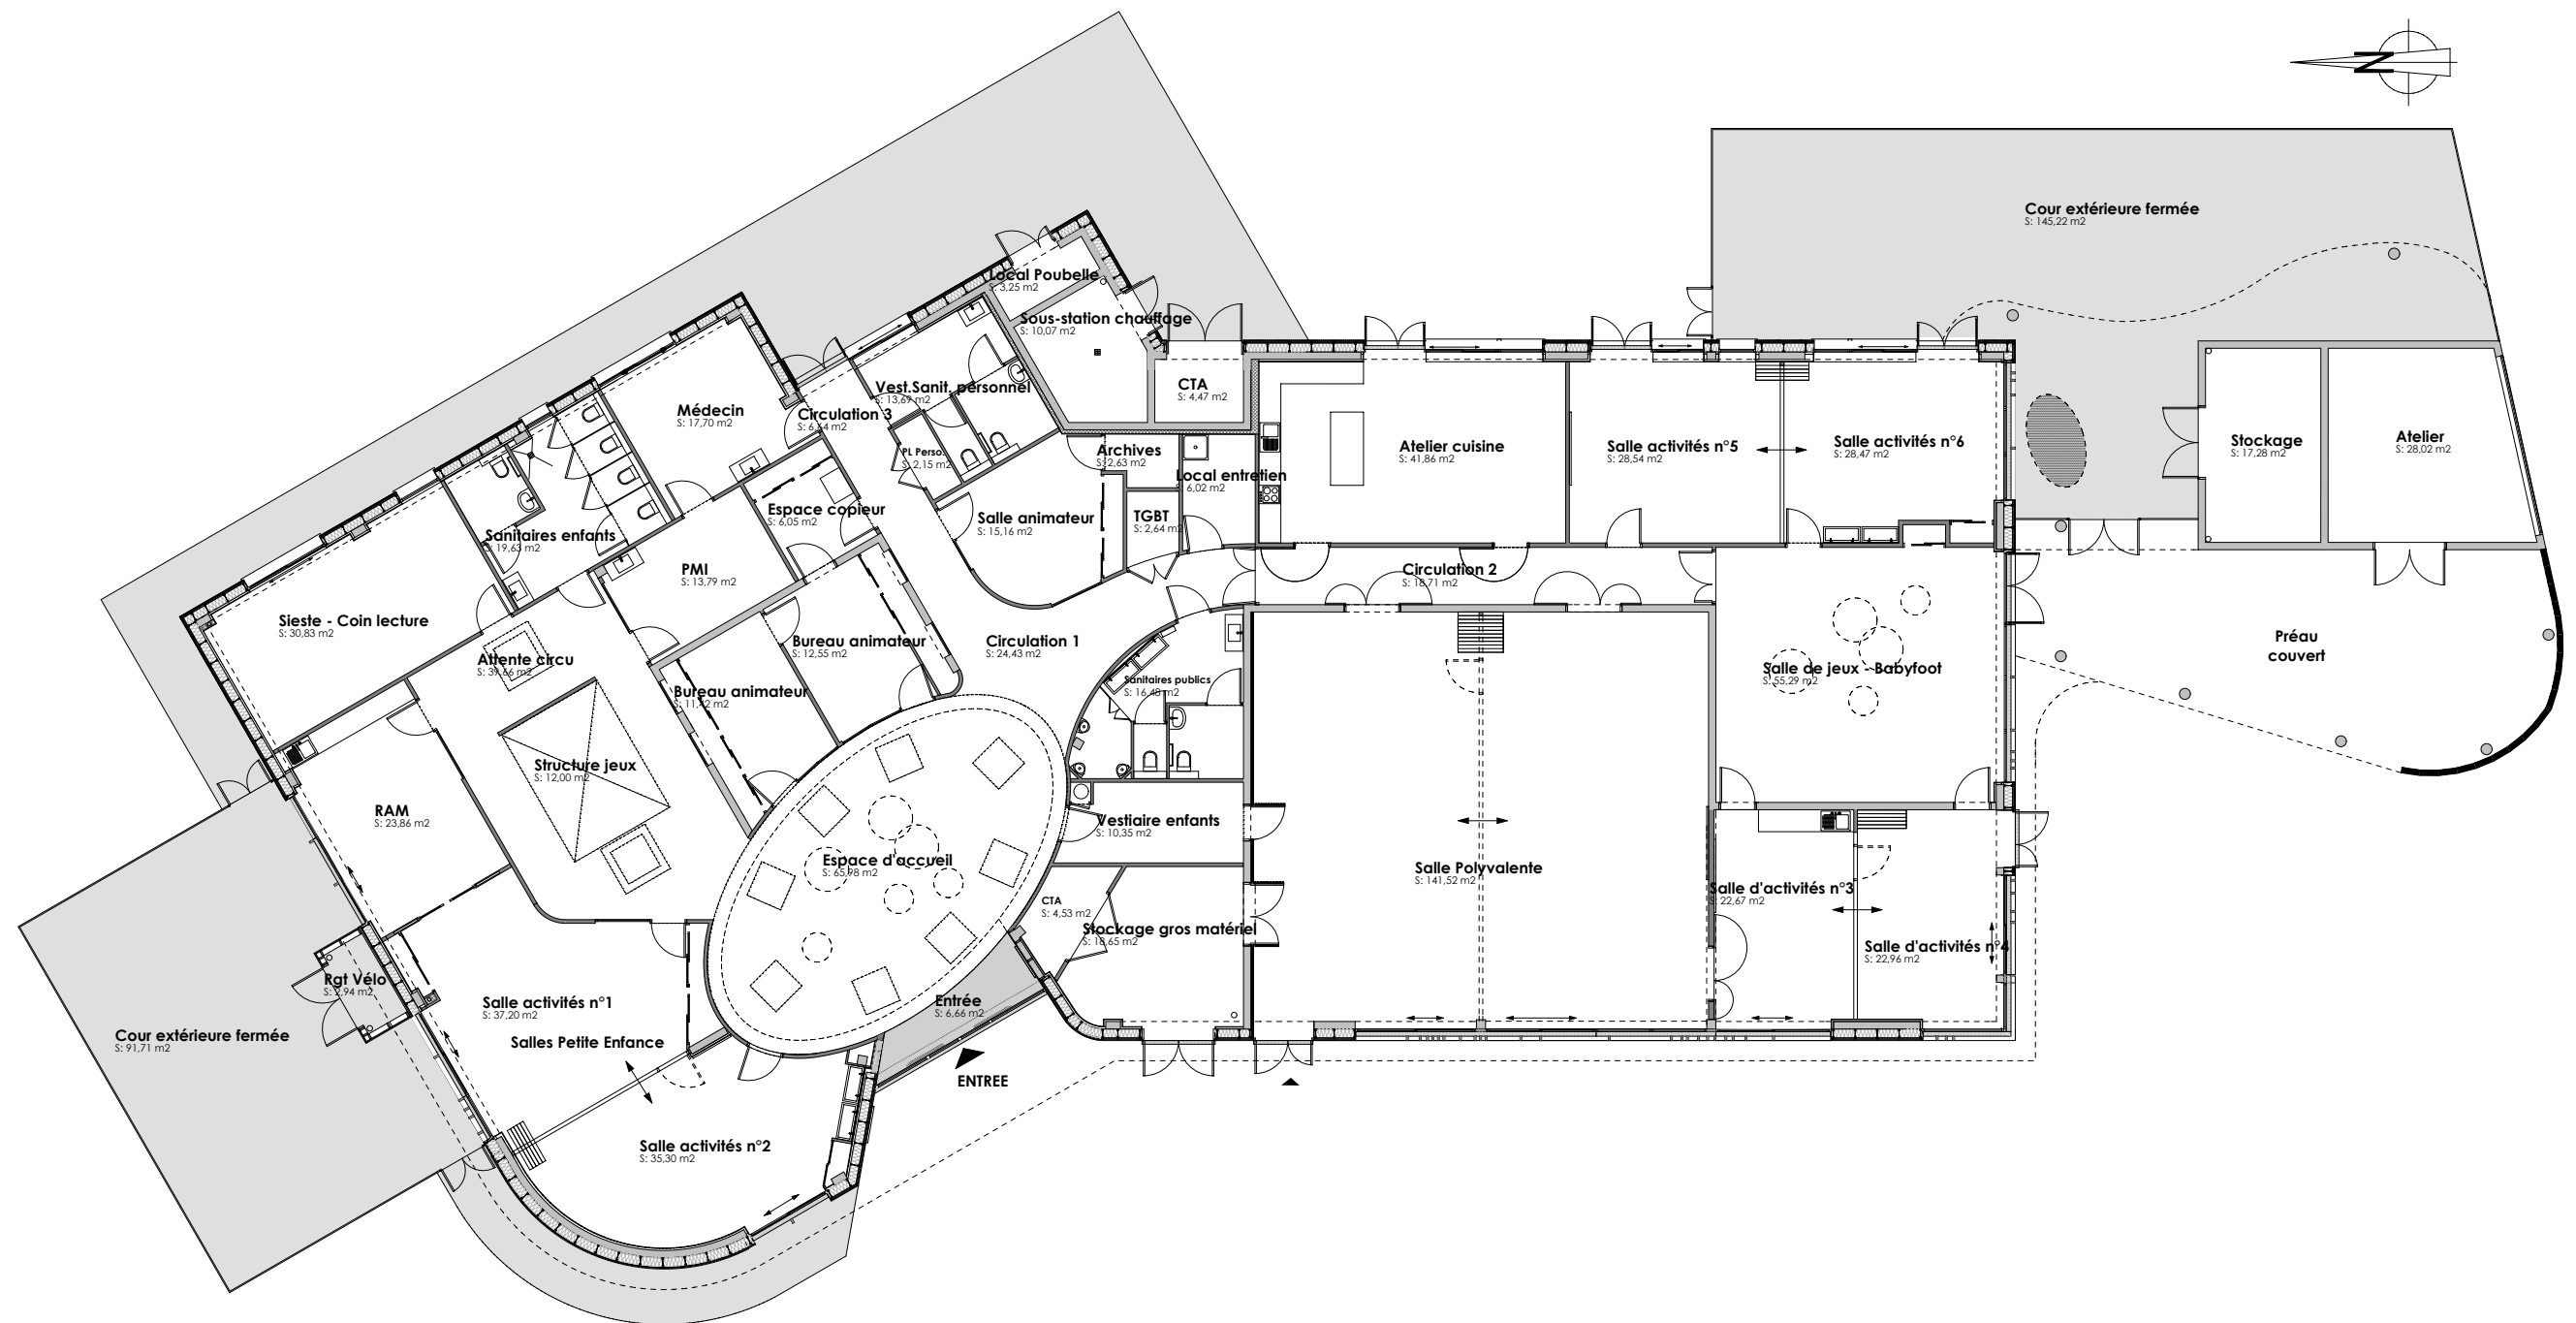 N
Cour extérieure fermée
S: 145,22 m2
Local Poubelle
S: 3,25 m2
Sous-station chauffage
S: 10,07 m2
CTA
S: 4,47 m2
Vest.Sanit. personnel
S: 13,69 m2
Médecin
S: 17,70 m2
Circulation 3
PL Perso.
S: 2,15 m2
Archives
S: 2,63 m2
Local entretien
S: 6,02 m2
Atelier cuisine
S: 41,86 m2
Salle activités n°5
S: 28,54 m2
Salle activités n°6
S: 28,47 m2
Stockage
S: 17,28 m2
Atelier
S: 28,02 m2
Espace copieur
S: 6,05 m2
Salle animateur
S: 15,16 m2
TGBT
S: 2,64 m2
Sanitaires enfants
S: 19,63 m2
PMI
S: 13,79 m2
Circulation 2
S: 18,71 m2
Sieste - Coin lecture
S: 30,83 m2
Bureau animateur
S: 12,55 m2
Circulation 1
S: 24,43 m2
Préau
couvert
Attente circu
S: 39,66 m2
Salle de jeux - Babyfoot
S: 55,29 m2
Bureau animateur
Sanitaires publics
S: 16,48 m2
Structure jeux
S: 12,00 m2
RAM
S: 23,86 m2
Vestiaire enfants
S: 10,35 m2
Espace d'accueil
S: 65,98 m2
Salle Polyvalente
S: 141,52 m2
Salle d'activités n°3
S: 22,67 m2
CTA
S: 4,53 m2
Stockage gros matériel
S: 18,65 m2
Salle d'activités n°4
S: 22,96 m2
Rgt Vélo
S: 2,94 m2
Salle activités n°1
S: 37,20 m2
Entrée
S: 6,66 m2
Cour extérieure fermée
S: 91,71 m2
Salles Petite Enfance
ENTREE
Salle activités n°2
S: 35,30 m2